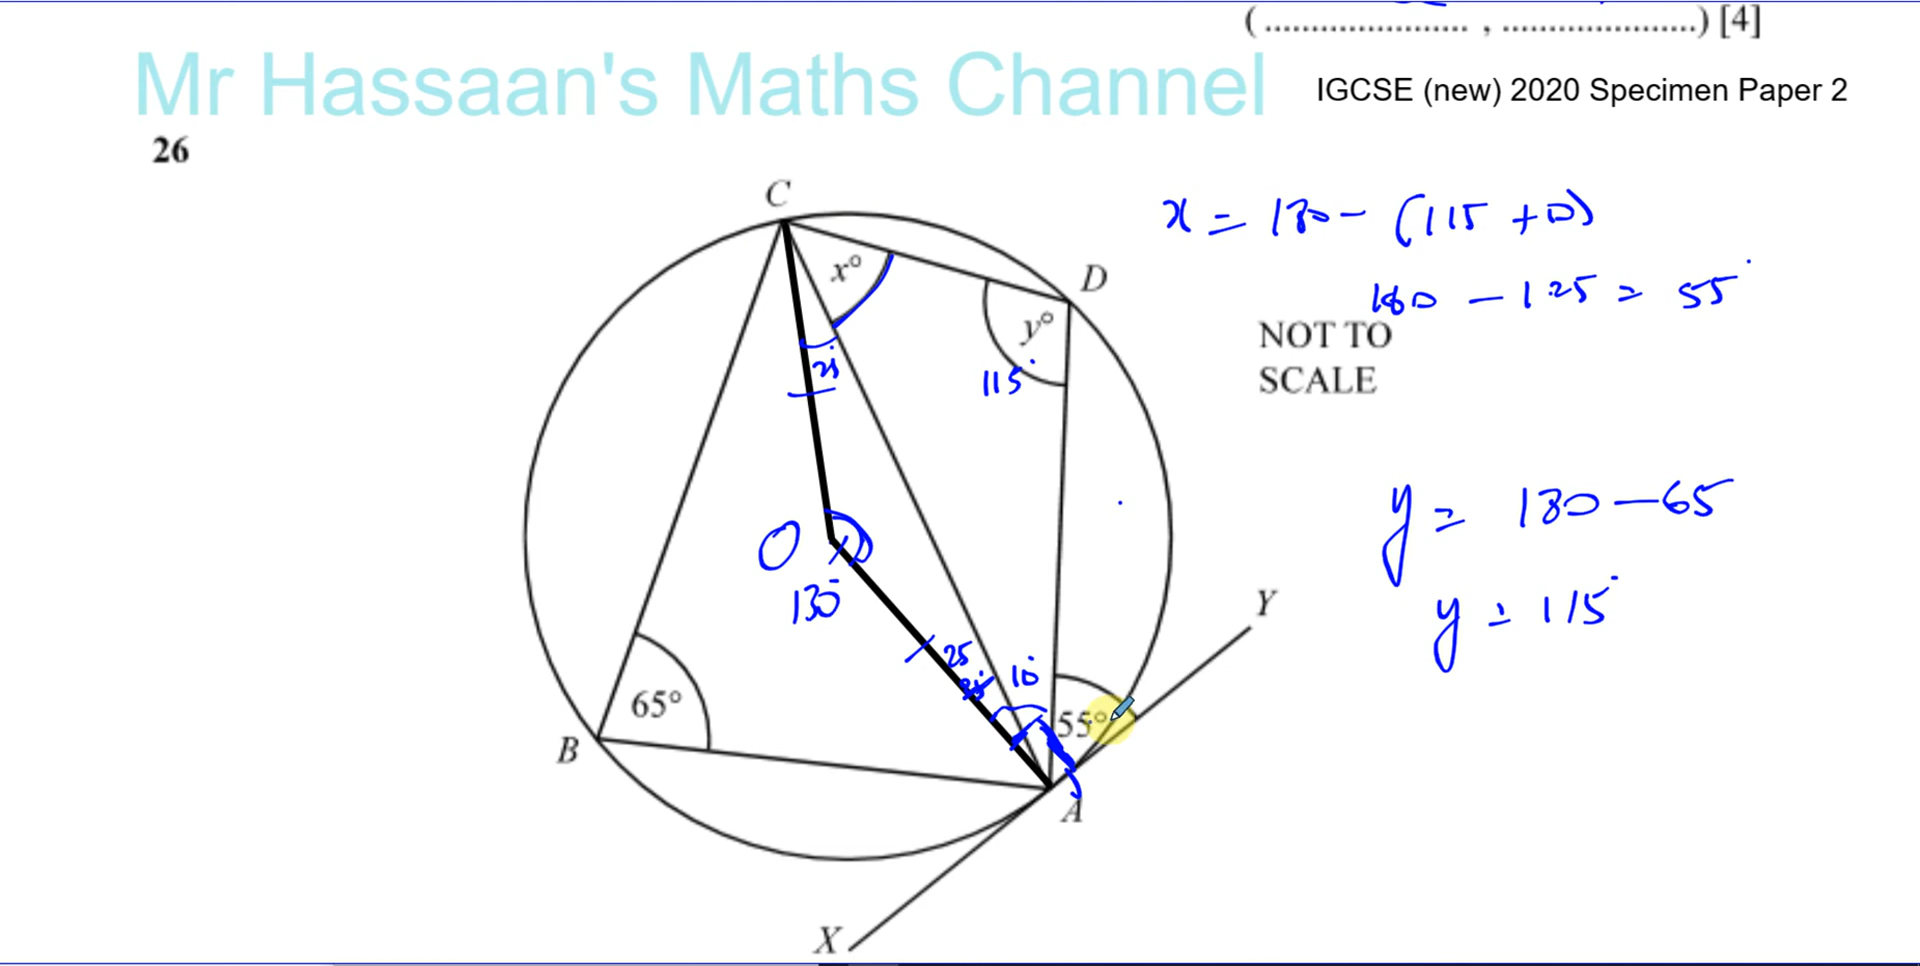 ( ........................ , ........................) [4]
Mr Hassaan's Maths Channel
IGCSE (new) 2020 Specimen Paper 2
26
C
x = 180 - (115 + 10)
x°
D
180 - 125 = 55°
y°
NOT TO
SCALE
25°
115°
y = 180 - 65
O
130°
Y
y = 115°
25
10°
65°
55°
B
A
X